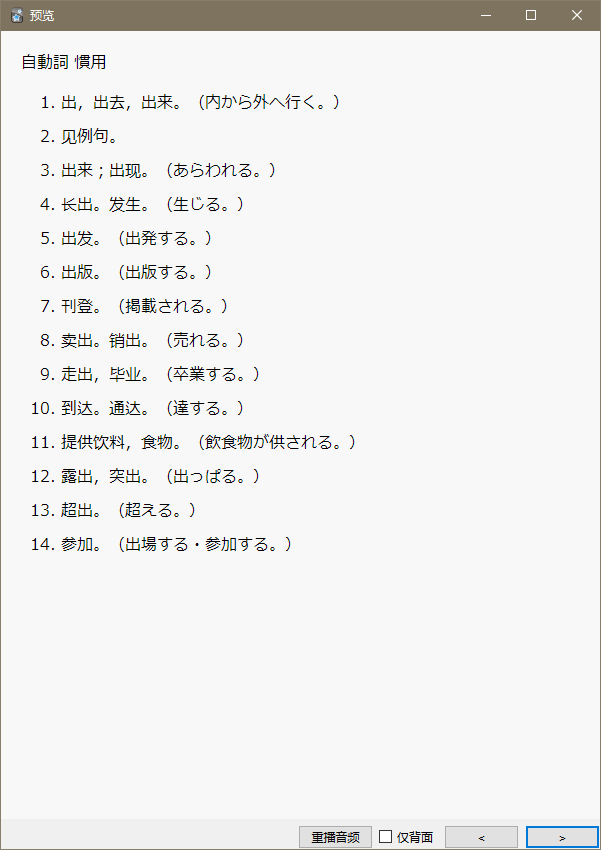 预览
自動詞 慣用
1. 出，出去，出来。（内から外へ行く。）
2. 见例句。
3. 出来；出现。（あらわれる。）
4. 长出。发生。（生じる。）
5. 出发。（出発する。）
6. 出版。（出版する。）
7. 刊登。（掲載される。）
8. 卖出。销出。（売れる。）
9. 走出，毕业。（卒業する。）
10. 到达。通达。（達する。）
11. 提供饮料，食物。（飲食物が供される。）
12. 露出，突出。（出っぱる。）
13. 超出。（超える。）
14. 参加。（出場する・参加する。）
重播音频 仅背面 < >